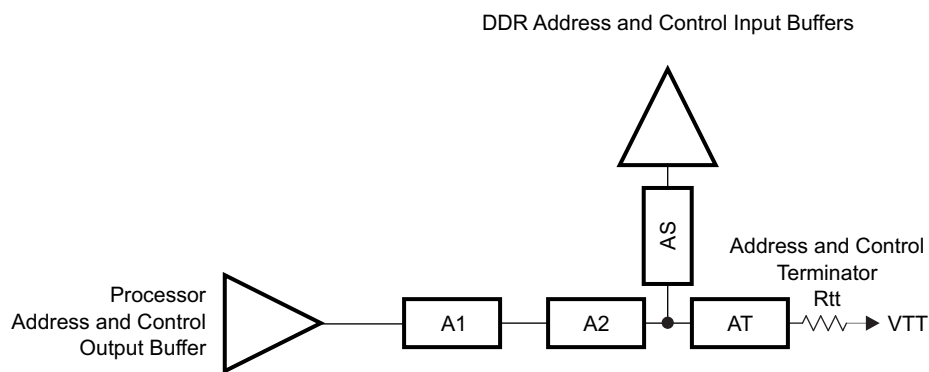 DDR Address and Control Input Buffers
AS
Address and Control
Terminator
Rtt
Processor
Address and Control
Output Buffer
A1
A2
AT
VTT